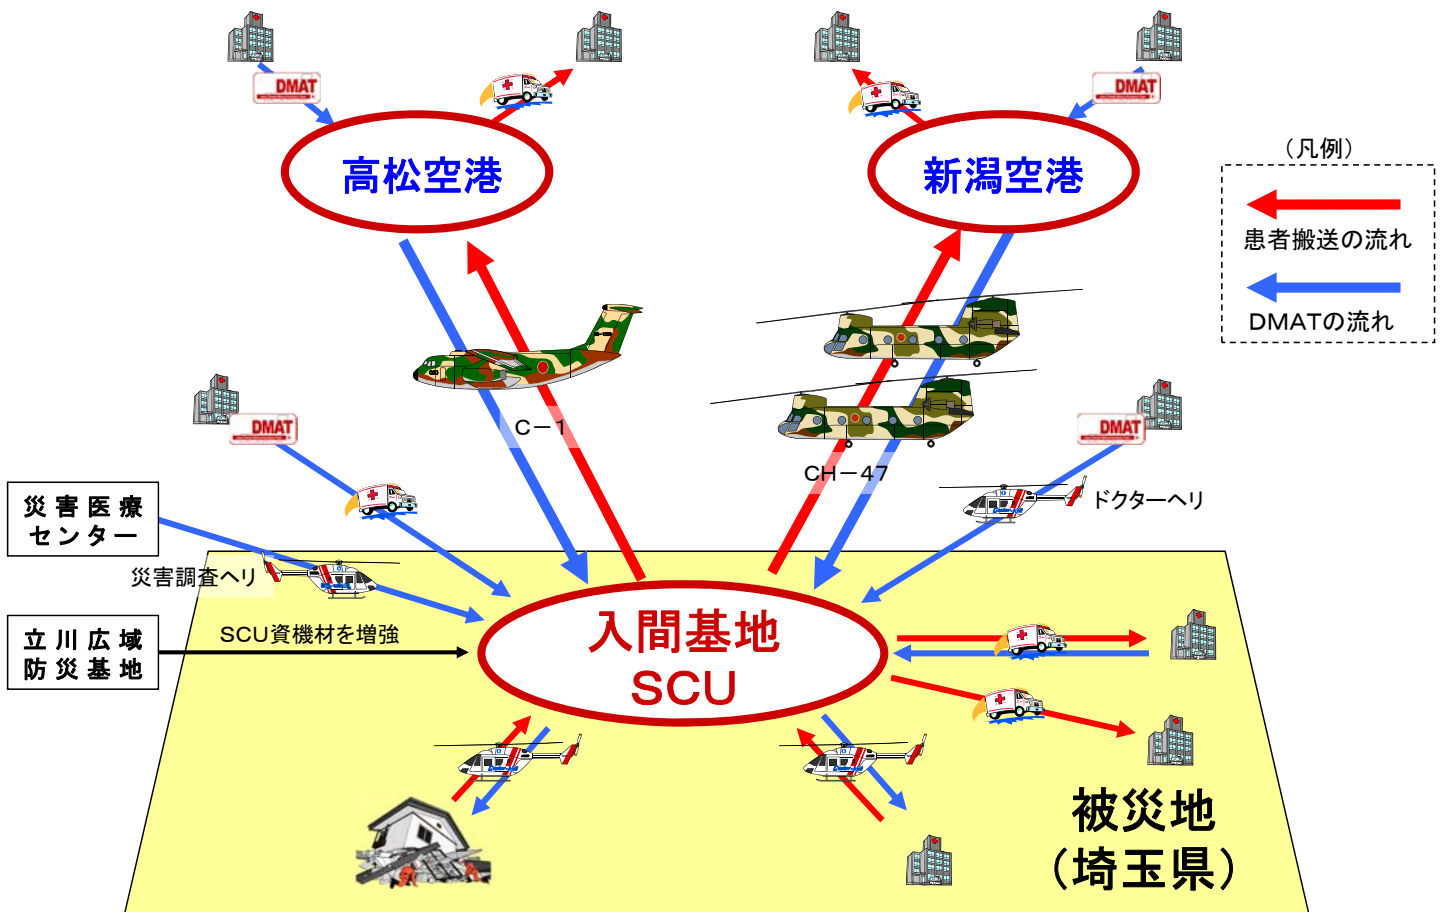 DMAT
DMAT
高松空港
新潟空港
（凡例）
患者搬送の流れ
DMATの流れ
C－1
CH－47
DMAT
DMAT
ドクターヘリ
災害医療
センター
災害調査ヘリ
立川広域
防災基地
SCU資機材を増強
入間基地
SCU
被災地
（埼玉県）